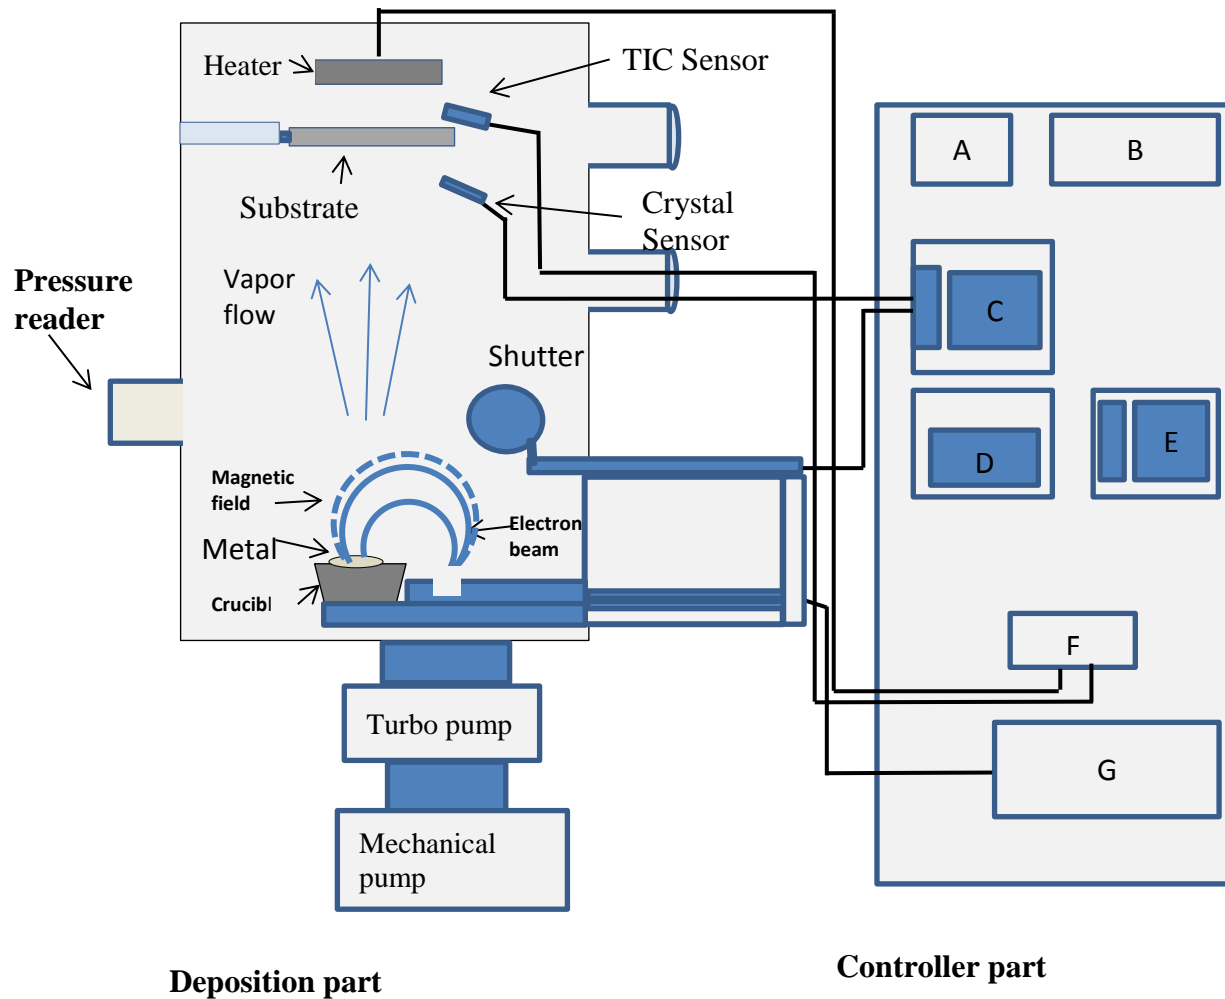 Heater
TIC Sensor
A
B
Substrate
Crystal
Sensor
Pressure
reader
Vapor
flow
C
Shutter
D
E
Magnetic
field
Electron
beam
Metal
Crucibl
F
Turbo pump
G
Mechanical
pump
Deposition part
Controller part